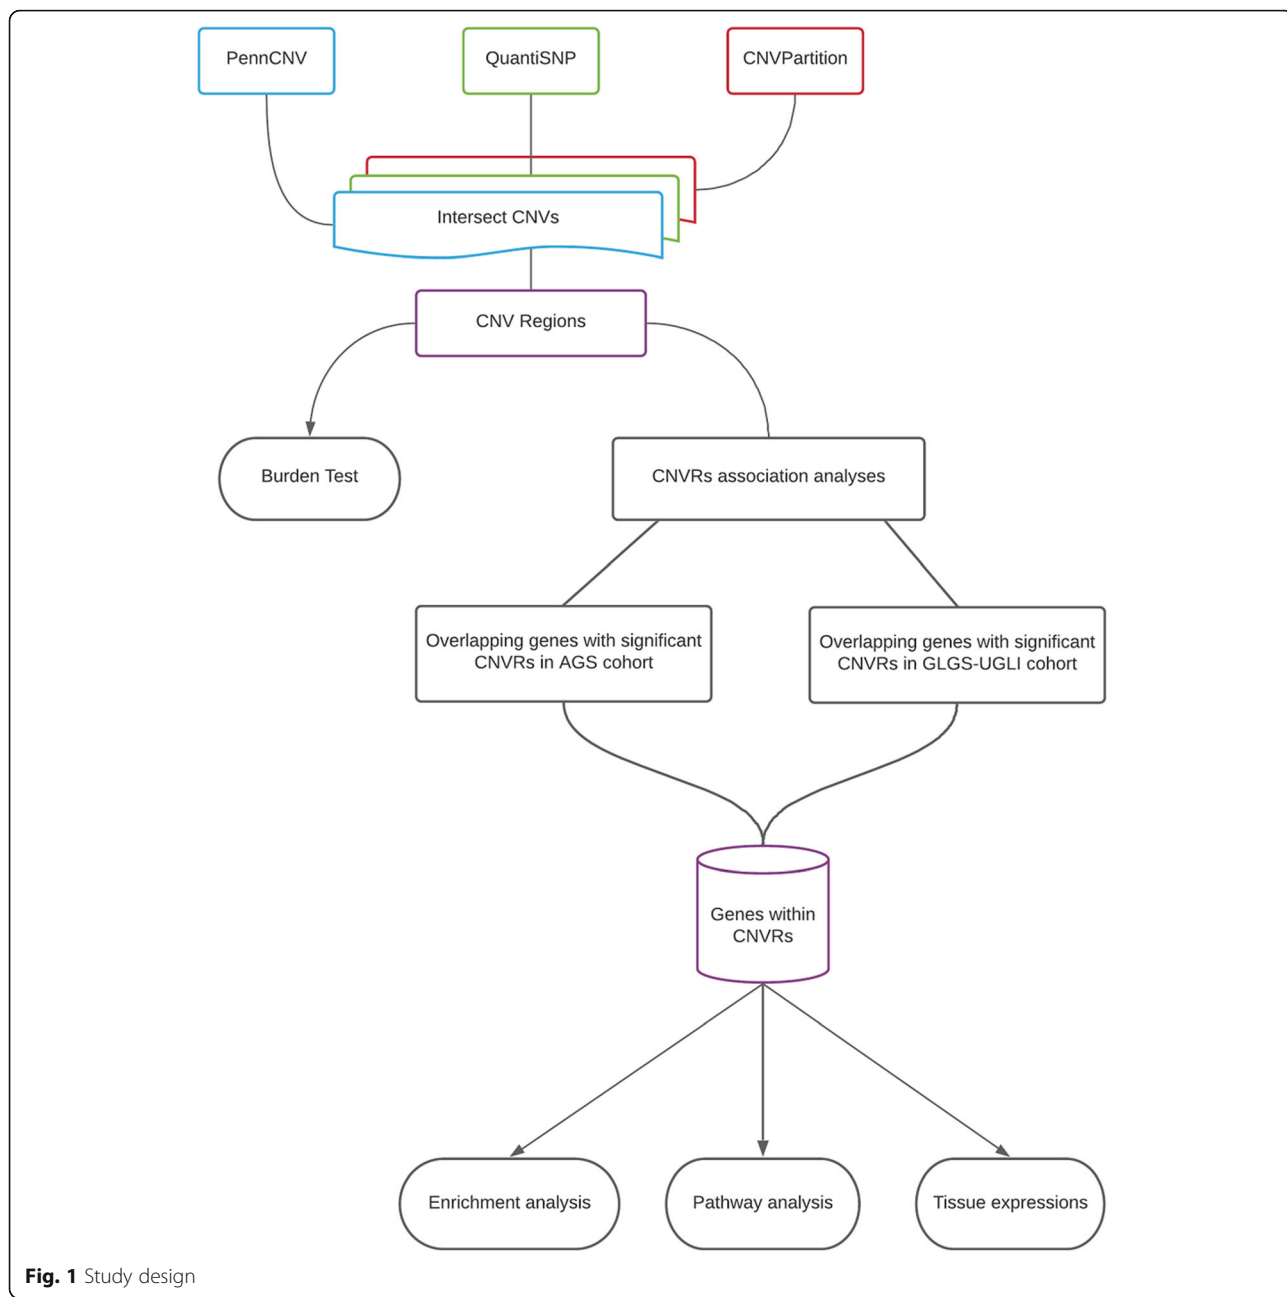 PennCNV
QuantiSNP
CNVPartition
Intersect CNVs
CNV Regions
Burden Test
CNVRs association analyses
Overlapping genes with significant
CNVRs in AGS cohort
Overlapping genes with significant
CNVRs in GLGS-UGLI cohort
Genes within
CNVRs
Enrichment analysis
Pathway analysis
Tissue expressions
Fig. 1 Study design